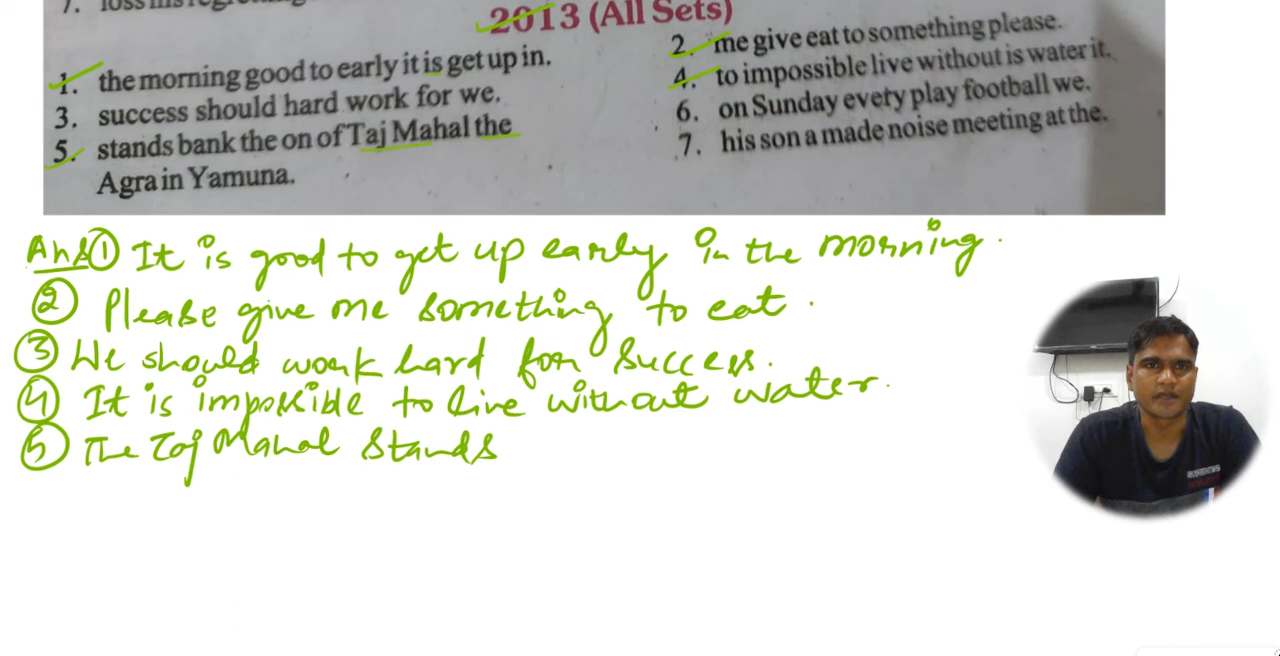 7. loss his
2013 (All Sets)
1. the morning good to early it is get up in.
2. me give eat to something please.
3. success should hard work for we.
4. to impossible live without is water it.
5. stands bank the on of Taj Mahal the
Agra in Yamuna.
6. on Sunday every play football we.
7. his son a made noise meeting at the.
Ans ① It is good to get up early in the morning.
② Please give me something to eat.
③ We should work hard for success.
④ It is impossible to live without water.
⑤ The Taj Mahal stands